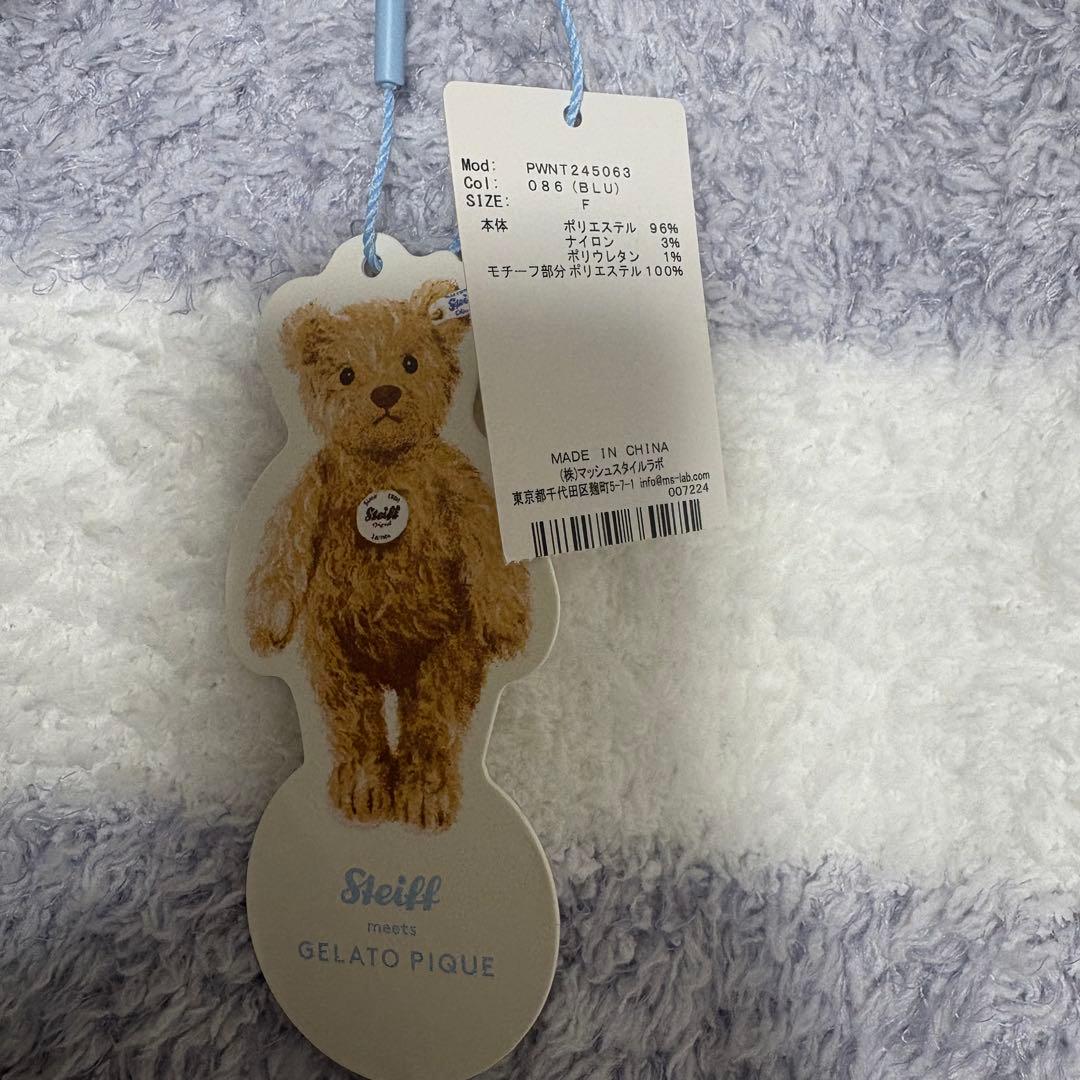 Mod: PWNT245063
Col: 086 (BLU)
SIZE: F
本体 ポリエステル 96%
ナイロン 3%
ポリウレタン 1%
モチーフ部分 ポリエステル 100%
MADE IN CHINA
(株)マッシュスタイルラボ
東京都千代田区麹町5-7-1 info@ms-lab.com
007224
Steiff
Steiff
meets
GELATO PIQUE